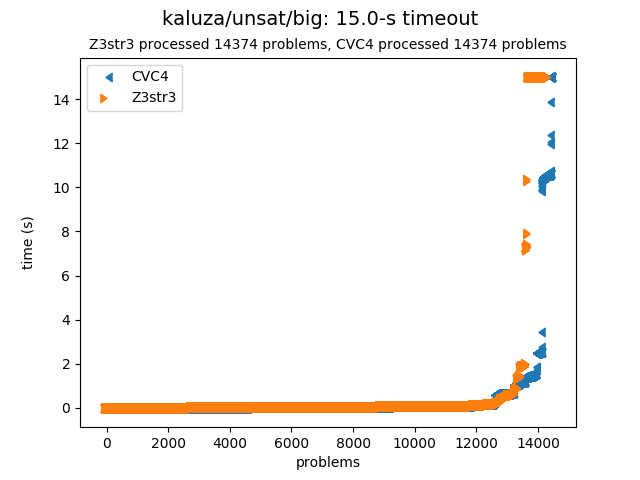 kaluza/unsat/big: 15.0-s timeout
Z3str3 processed 14374 problems, CVC4 processed 14374 problems
CVC4
Z3str3
14
12
10
8
6
4
2
0
time (s)
0 2000 4000 6000 8000 10000 12000 14000
problems